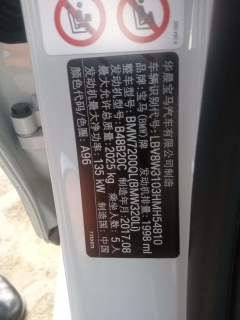 华晨宝马汽车有限公司制造
车辆识别代号: LBV8W3103HMH54810
品牌:宝马(BMW)牌 发动机排量: 1998 ml
整车型号: BMW7200QL(BMW320Li)
发动机型号: B48B20C 制造年月: 2017.08
最大允许总质量: 2025 kg 乘坐人数: 5 人
发动机最大净功率: 135 kW 制造国: 中国
颜色代码/色重: A96